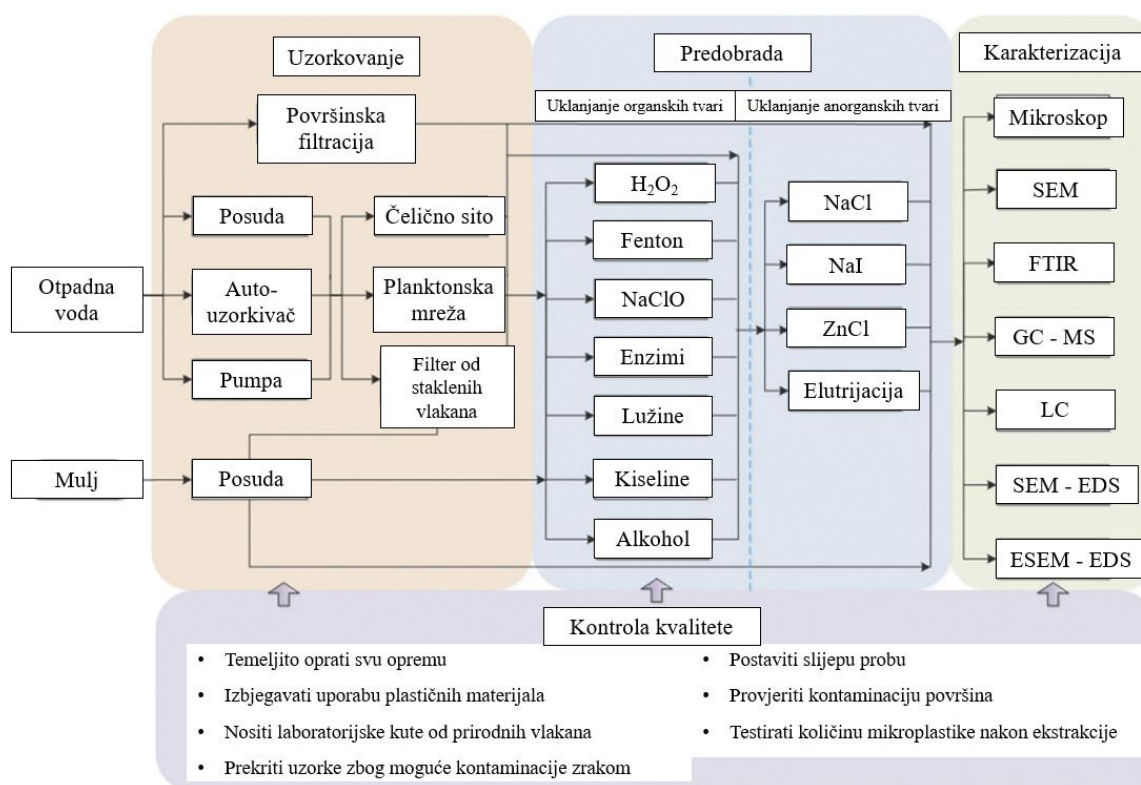 Uzorkovanje
Predobrada
Karakterizacija
Uklanjanje organskih tvari
Uklanjanje anorganskih tvari
Otpadna
voda
Mulj
Površinska
filtracija
Posuda
Auto-
uzorkivač
Pumpa
Posuda
Čelično sito
Planktonska
mreža
Filter od
staklenih
vlakana
H₂O₂
Fenton
NaClO
Enzimi
Lužine
Kiseline
Alkohol
NaCl
NaI
ZnCl
Elutrijacija
Mikroskop
SEM
FTIR
GC - MS
LC
SEM - EDS
ESEM - EDS
Kontrola kvalitete
• Temeljito oprati svu opremu
• Izbjegavati uporabu plastičnih materijala
• Nositi laboratorijske kute od prirodnih vlakana
• Prekriti uzorke zbog moguće kontaminacije zrakom
• Postaviti slijepu probu
• Provjeriti kontaminaciju površina
• Testirati količinu mikroplastike nakon ekstrakcije